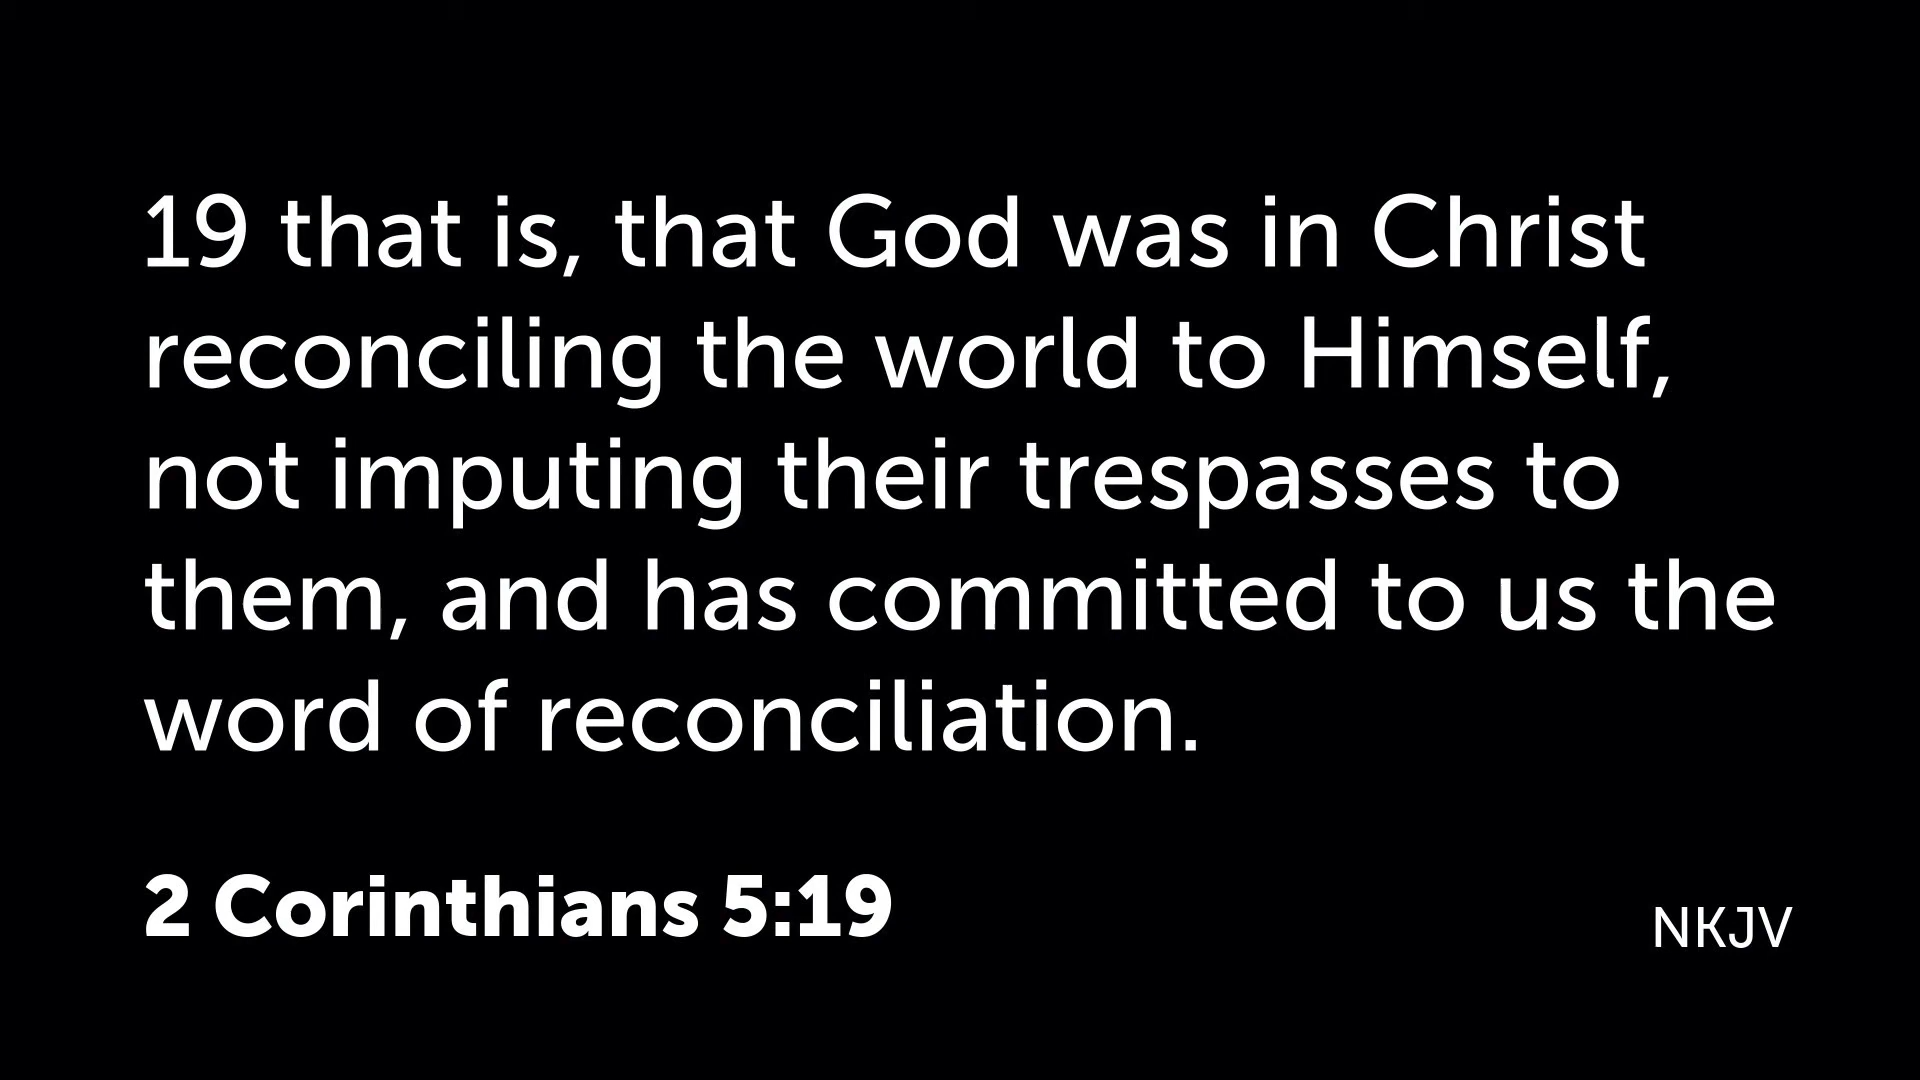 19 that is, that God was in Christ
reconciling the world to Himself,
not imputing their trespasses to
them, and has committed to us the
word of reconciliation.
2 Corinthians 5:19
NKJV